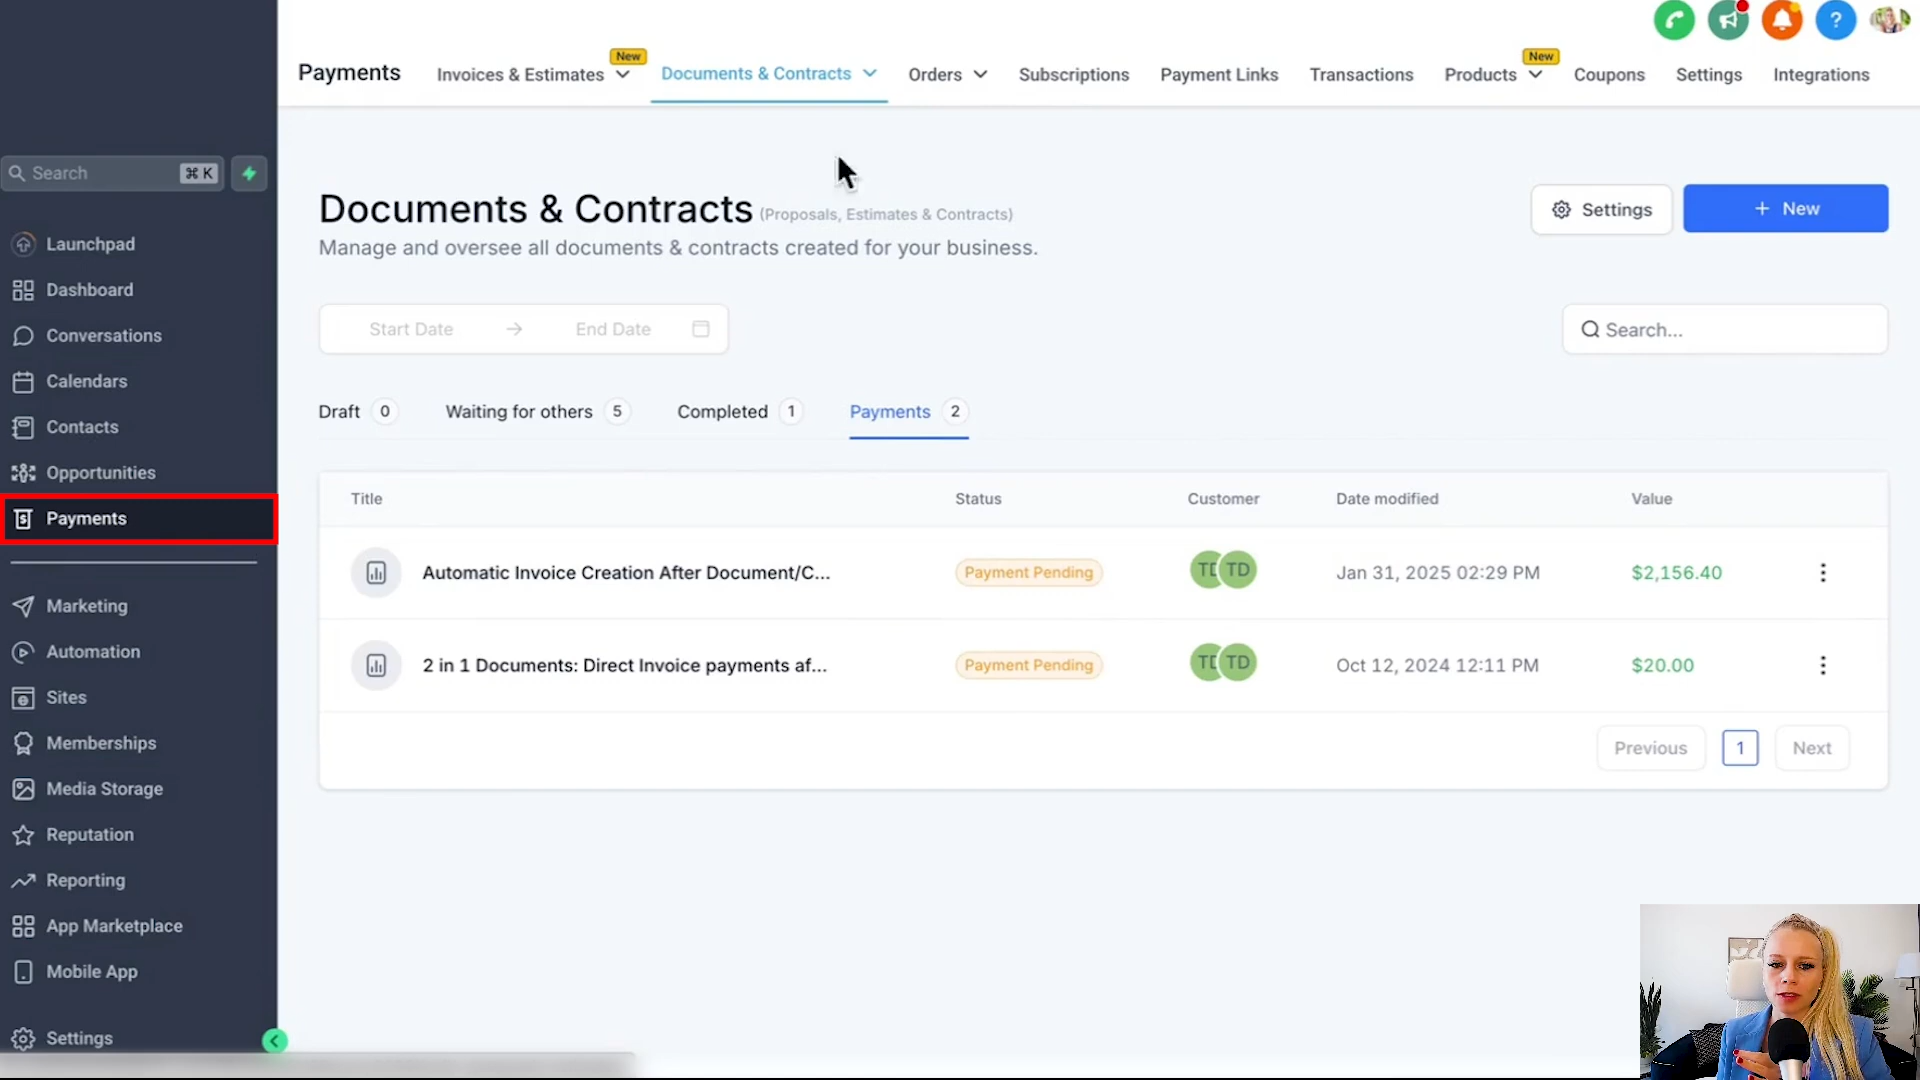 Payments
Invoices & Estimates
New
Documents & Contracts
Orders
Subscriptions
Payment Links
Transactions
Products
New
Coupons
Settings
Integrations
?
Search
⌘ K
Launchpad
Dashboard
Conversations
Calendars
Contacts
Opportunities
Payments
Marketing
Automation
Sites
Memberships
Media Storage
Reputation
Reporting
App Marketplace
Mobile App
Settings
Documents & Contracts (Proposals, Estimates & Contracts)
Manage and oversee all documents & contracts created for your business.
Settings
+ New
Start Date → End Date
Search...
Draft 0
Waiting for others 5
Completed 1
Payments 2
Title Status Customer Date modified Value
Automatic Invoice Creation After Document/C... Payment Pending TD TD Jan 31, 2025 02:29 PM $2,156.40
2 in 1 Documents: Direct Invoice payments af... Payment Pending TD TD Oct 12, 2024 12:11 PM $20.00
Previous 1 Next